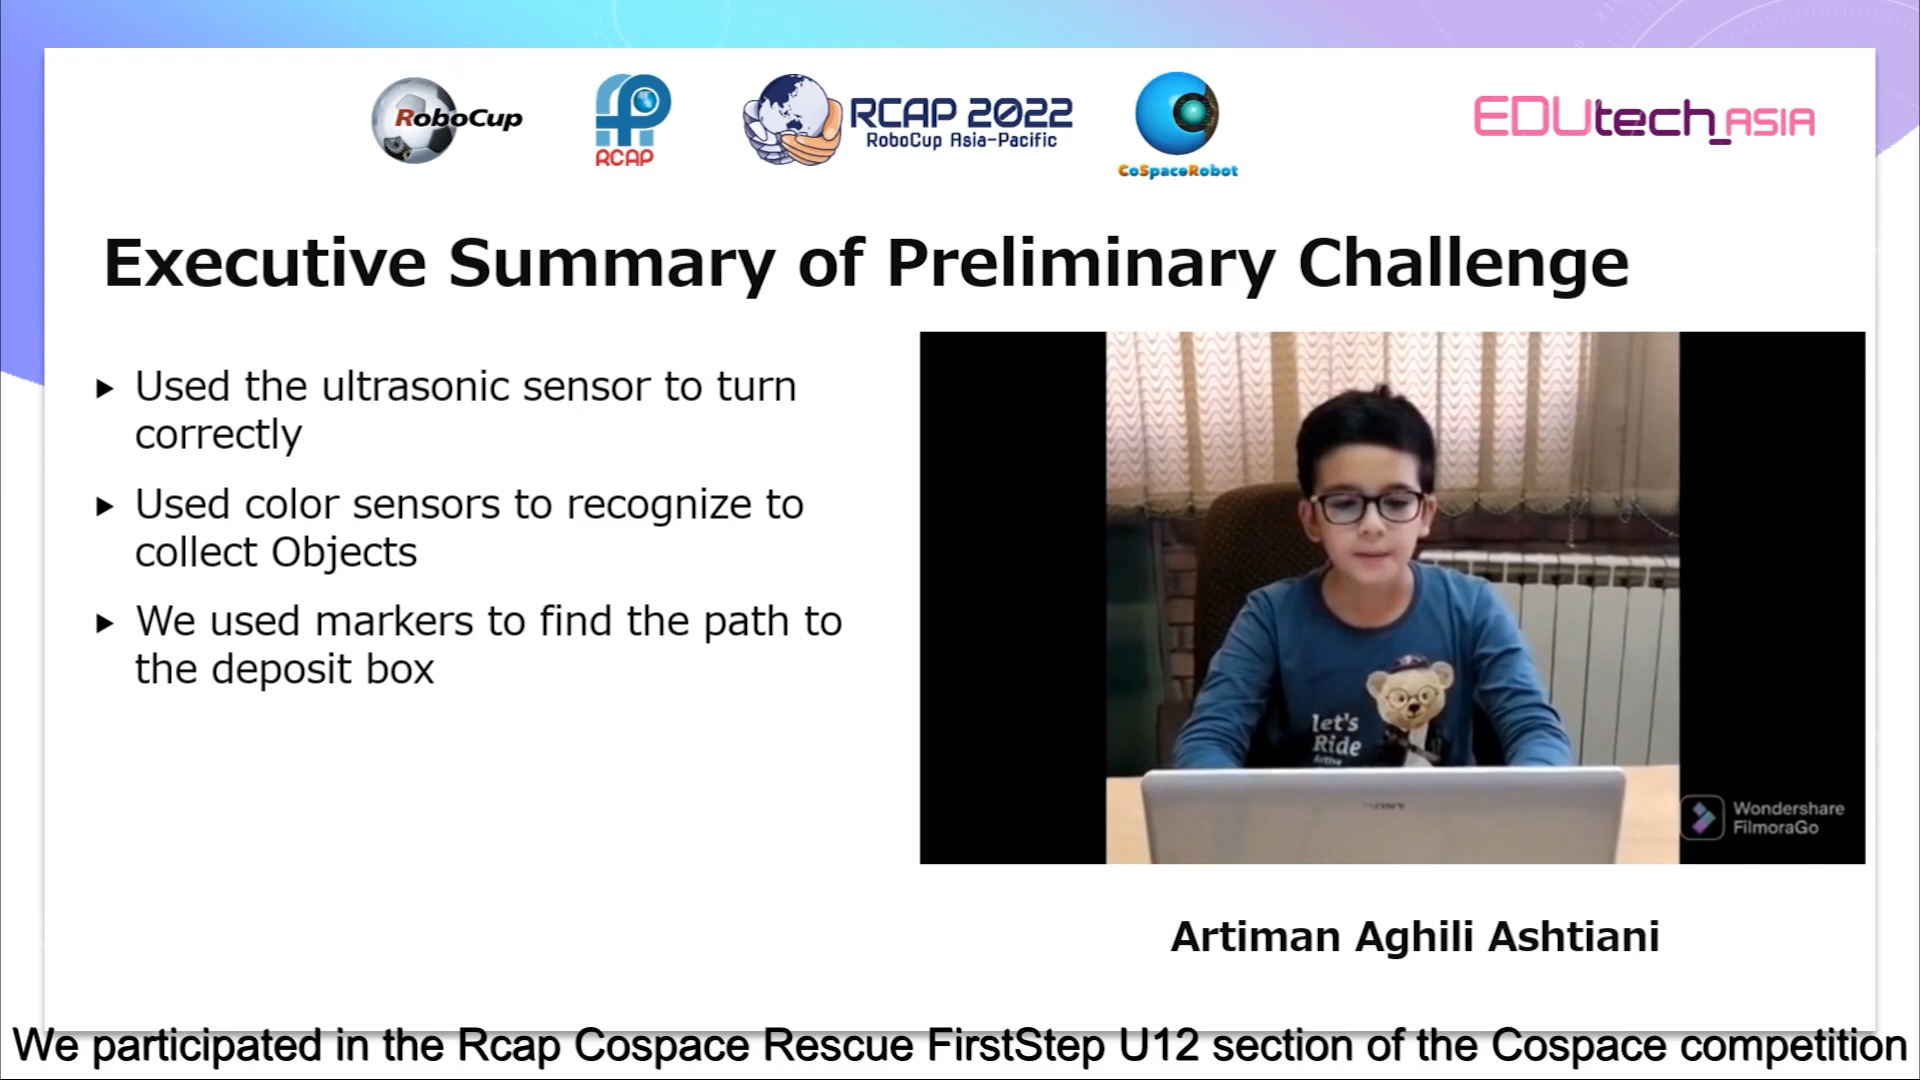 RoboCup
RCAP
RCAP 2022
RoboCup Asia-Pacific
CoSpaceRobot
EDUtech_ASIA
Executive Summary of Preliminary Challenge
Used the ultrasonic sensor to turn
correctly
Used color sensors to recognize to
collect Objects
We used markers to find the path to
the deposit box
let's
Ride
Active
SONY
Wondershare
FilmoraGo
Artiman Aghili Ashtiani
We participated in the Rcap Cospace Rescue FirstStep U12 section of the Cospace competition